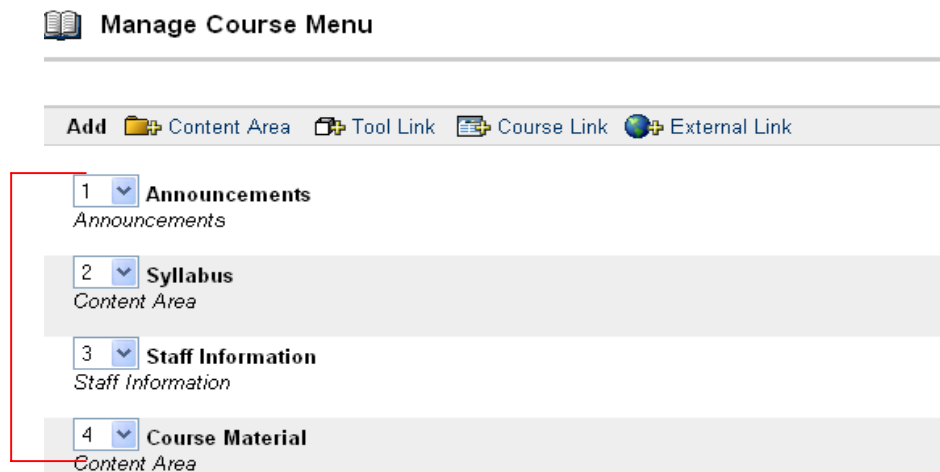 Manage Course Menu
Add Content Area Tool Link Course Link External Link
1 Announcements
Announcements
2 Syllabus
Content Area
3 Staff Information
Staff Information
4 Course Material
Content Area